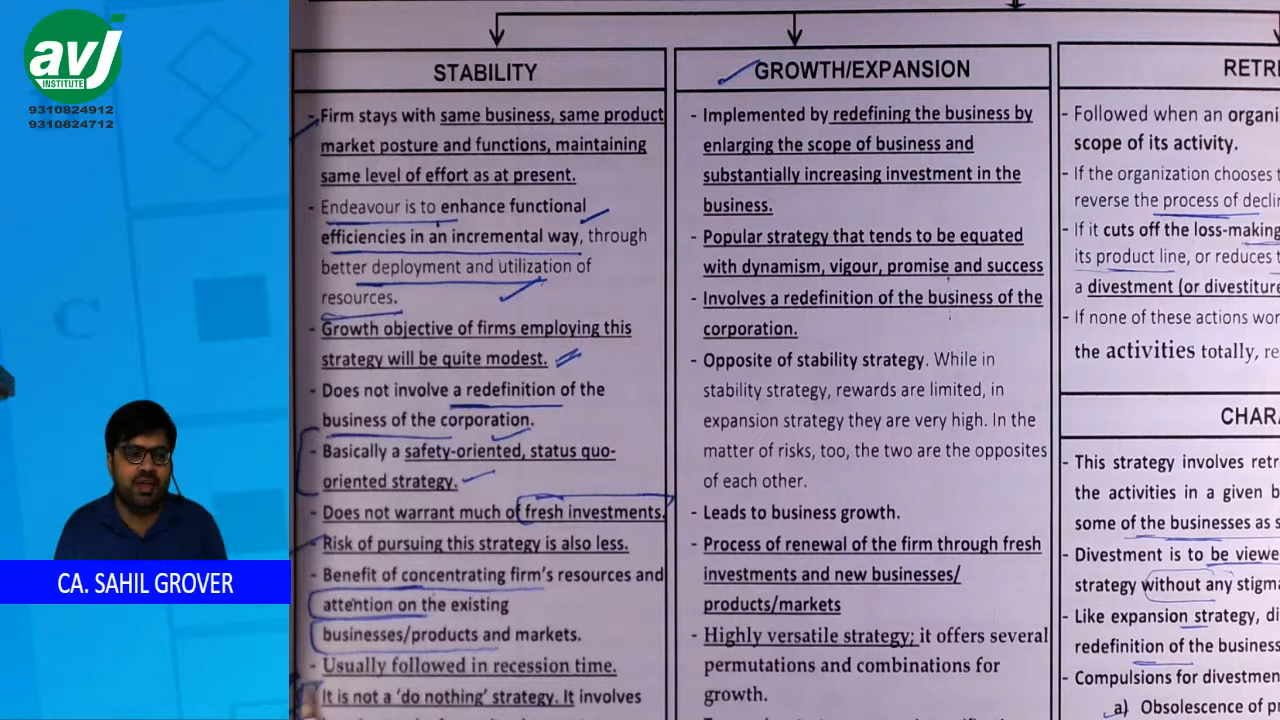 avj
INSTITUTE
9310824912
9310824712
CA. SAHIL GROVER
STABILITY
- Firm stays with same business, same product
market posture and functions, maintaining
same level of effort as at present.
- Endeavour is to enhance functional
efficiencies in an incremental way, through
better deployment and utilization of
resources.
- Growth objective of firms employing this
strategy will be quite modest.
- Does not involve a redefinition of the
business of the corporation.
- Basically a safety-oriented, status quo-
oriented strategy.
- Does not warrant much of fresh investments.
- Risk of pursuing this strategy is also less.
- Benefit of concentrating firm's resources and
attention on the existing
businesses/products and markets.
- Usually followed in recession time.
- It is not a 'do nothing' strategy. It involves
GROWTH/EXPANSION
- Implemented by redefining the business by
enlarging the scope of business and
substantially increasing investment in the
business.
- Popular strategy that tends to be equated
with dynamism, vigour, promise and success
- Involves a redefinition of the business of the
corporation.
- Opposite of stability strategy. While in
stability strategy, rewards are limited, in
expansion strategy they are very high. In the
matter of risks, too, the two are the opposites
of each other.
- Leads to business growth.
- Process of renewal of the firm through fresh
investments and new businesses/
products/markets
- Highly versatile strategy; it offers several
permutations and combinations for
growth.
RETR
- Followed when an organi
scope of its activity.
- If the organization chooses t
reverse the process of declin
- If it cuts off the loss-making
its product line, or reduces t
a divestment (or divestiture
- If none of these actions wor
the activities totally, re
CHARA
- This strategy involves retr
the activities in a given b
some of the businesses as s
- Divestment is to be viewe
strategy without any stigma
- Like expansion strategy, di
redefinition of the business
- Compulsions for divestmen
a) Obsolescence of pr